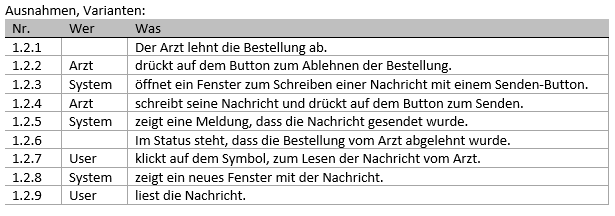 Ausnahmen, Varianten:
Nr. Wer Was
1.2.1 Der Arzt lehnt die Bestellung ab.
1.2.2 Arzt drückt auf dem Button zum Ablehnen der Bestellung.
1.2.3 System öffnet ein Fenster zum Schreiben einer Nachricht mit einem Senden-Button.
1.2.4 Arzt schreibt seine Nachricht und drückt auf dem Button zum Senden.
1.2.5 System zeigt eine Meldung, dass die Nachricht gesendet wurde.
1.2.6 Im Status steht, dass die Bestellung vom Arzt abgelehnt wurde.
1.2.7 User klickt auf dem Symbol, zum Lesen der Nachricht vom Arzt.
1.2.8 System zeigt ein neues Fenster mit der Nachricht.
1.2.9 User liest die Nachricht.